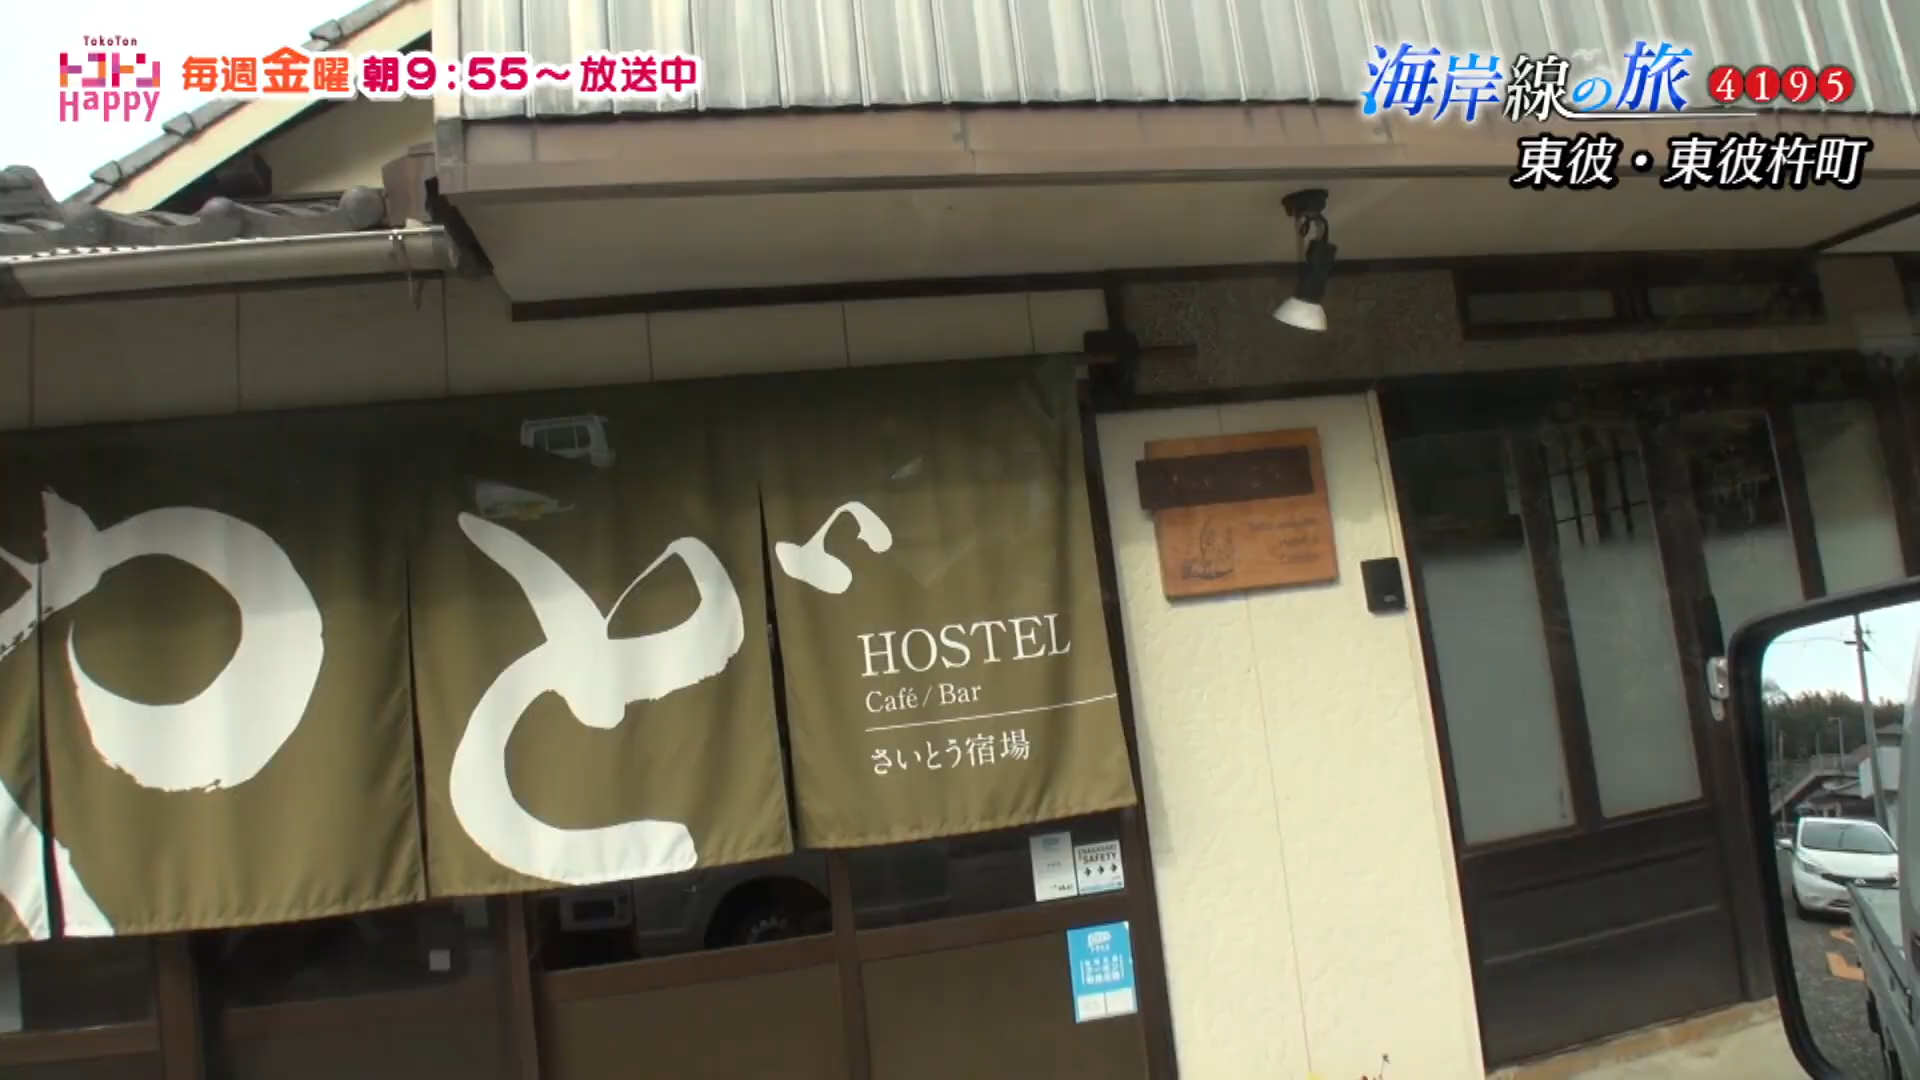 TokoTon
トコトン
Happy
毎週金曜 朝9:55〜放送中
海岸線の旅 4195
東彼・東彼杵町
やどゞ
HOSTEL
Café / Bar
さいとう宿場
SAFETY